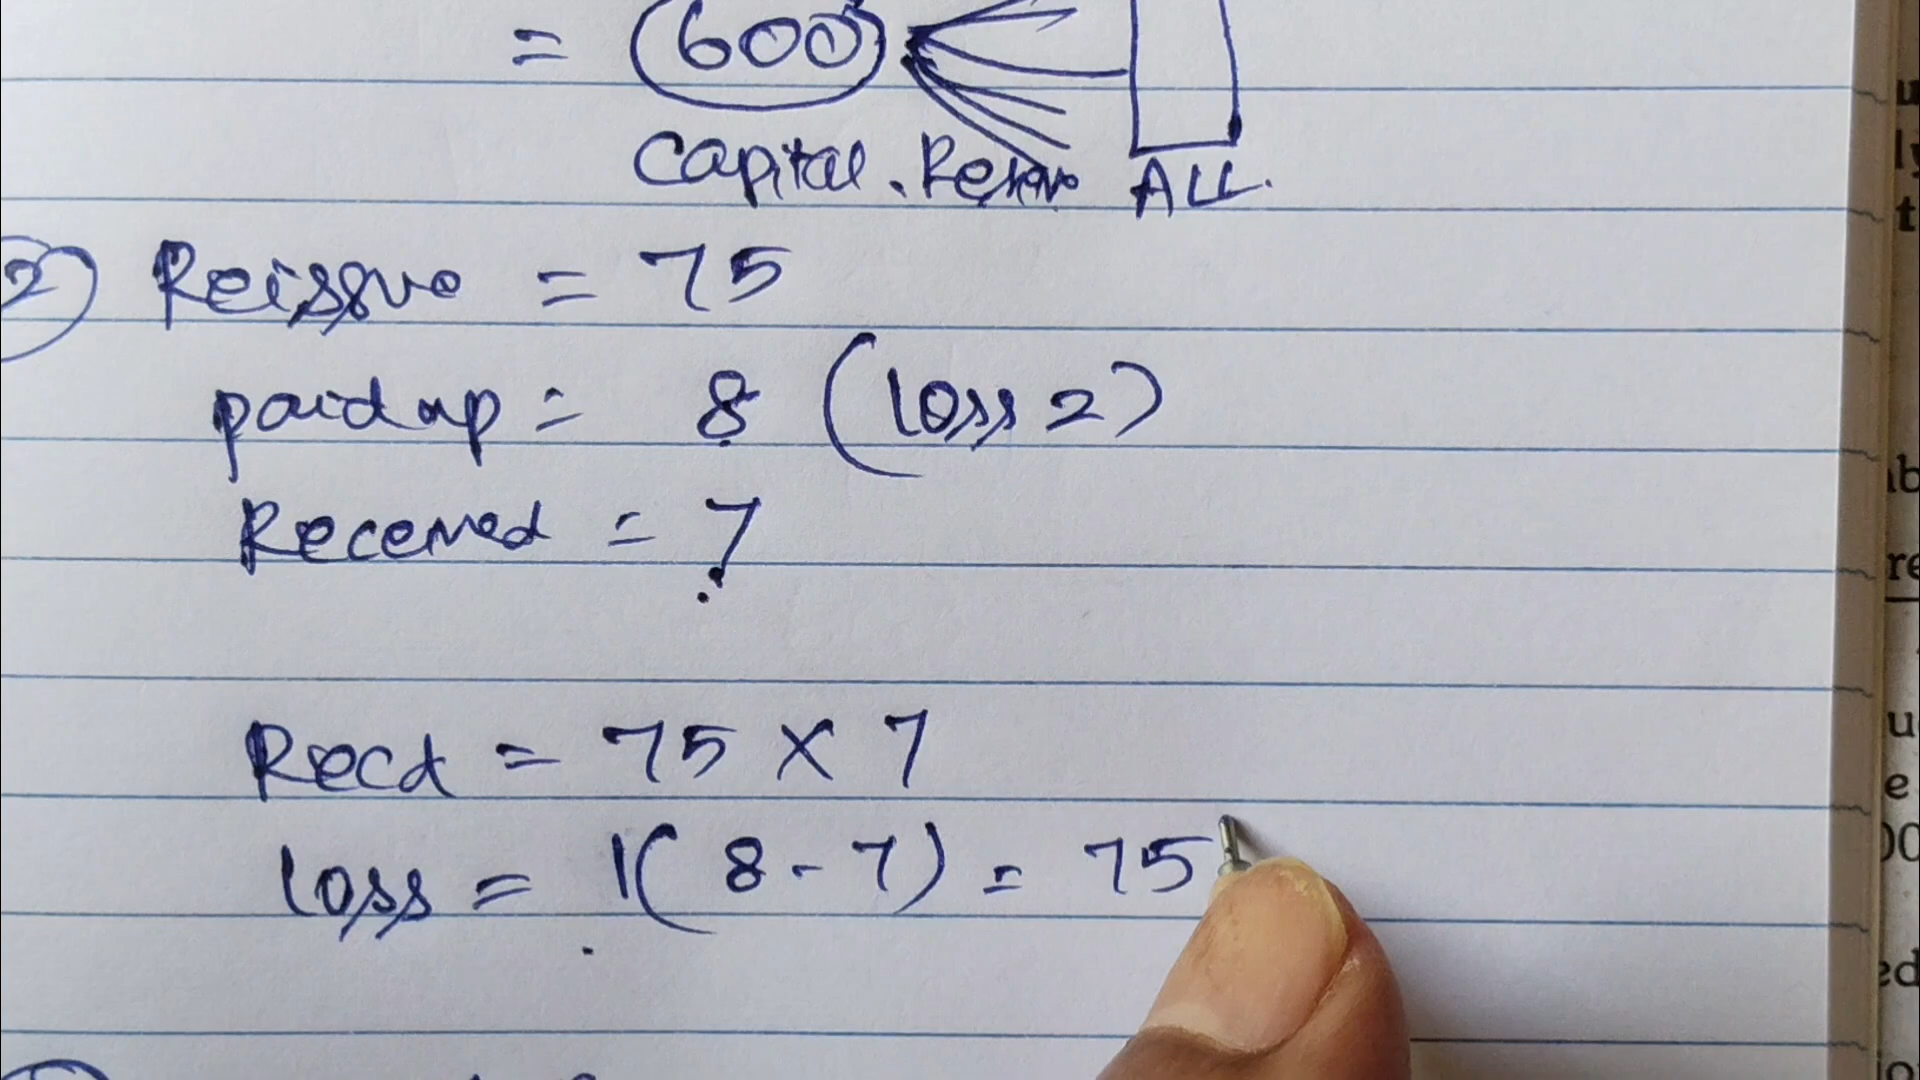 = 600
Capital. Reserve ALL.
2) Reissue = 75
paid up = 8 (loss 2)
Received = 7
Recd = 75 x 7
loss = 1( 8 - 7) = 75